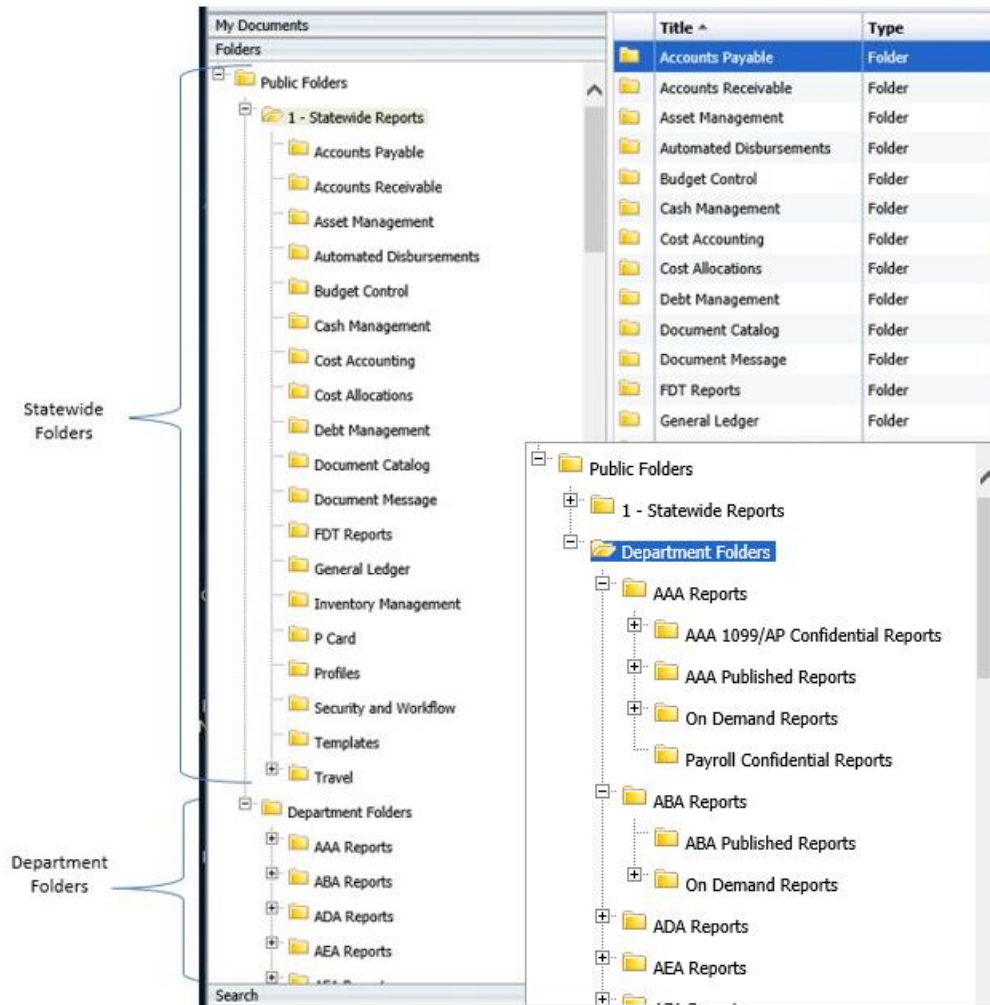 My Documents
Folders
Public Folders
1 - Statewide Reports
Accounts Payable
Accounts Receivable
Asset Management
Automated Disbursements
Budget Control
Cash Management
Cost Accounting
Cost Allocations
Debt Management
Document Catalog
Document Message
FDT Reports
General Ledger
Inventory Management
P Card
Profiles
Security and Workflow
Templates
Travel
Department Folders
AAA Reports
ABA Reports
ADA Reports
AEA Reports
Search
Statewide
Folders
Department
Folders
Title Type
Accounts Payable Folder
Accounts Receivable Folder
Asset Management Folder
Automated Disbursements Folder
Budget Control Folder
Cash Management Folder
Cost Accounting Folder
Cost Allocations Folder
Debt Management Folder
Document Catalog Folder
Document Message Folder
FDT Reports Folder
General Ledger Folder
Public Folders
1 - Statewide Reports
Department Folders
AAA Reports
AAA 1099/AP Confidential Reports
AAA Published Reports
On Demand Reports
Payroll Confidential Reports
ABA Reports
ABA Published Reports
On Demand Reports
ADA Reports
AEA Reports